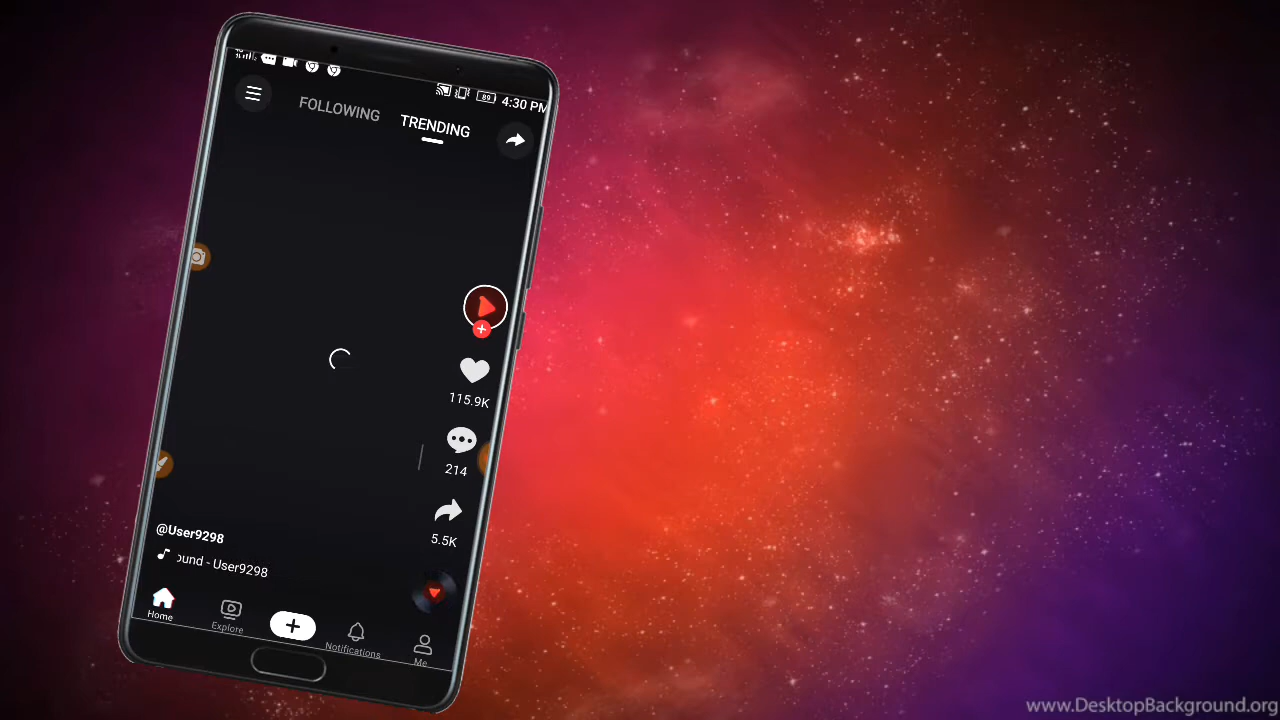 89 4:30 PM
FOLLOWING TRENDING
115.9K
214
5.5K
@User9298
ound - User9298
Home Explore Notifications Me
www.DesktopBackground.org